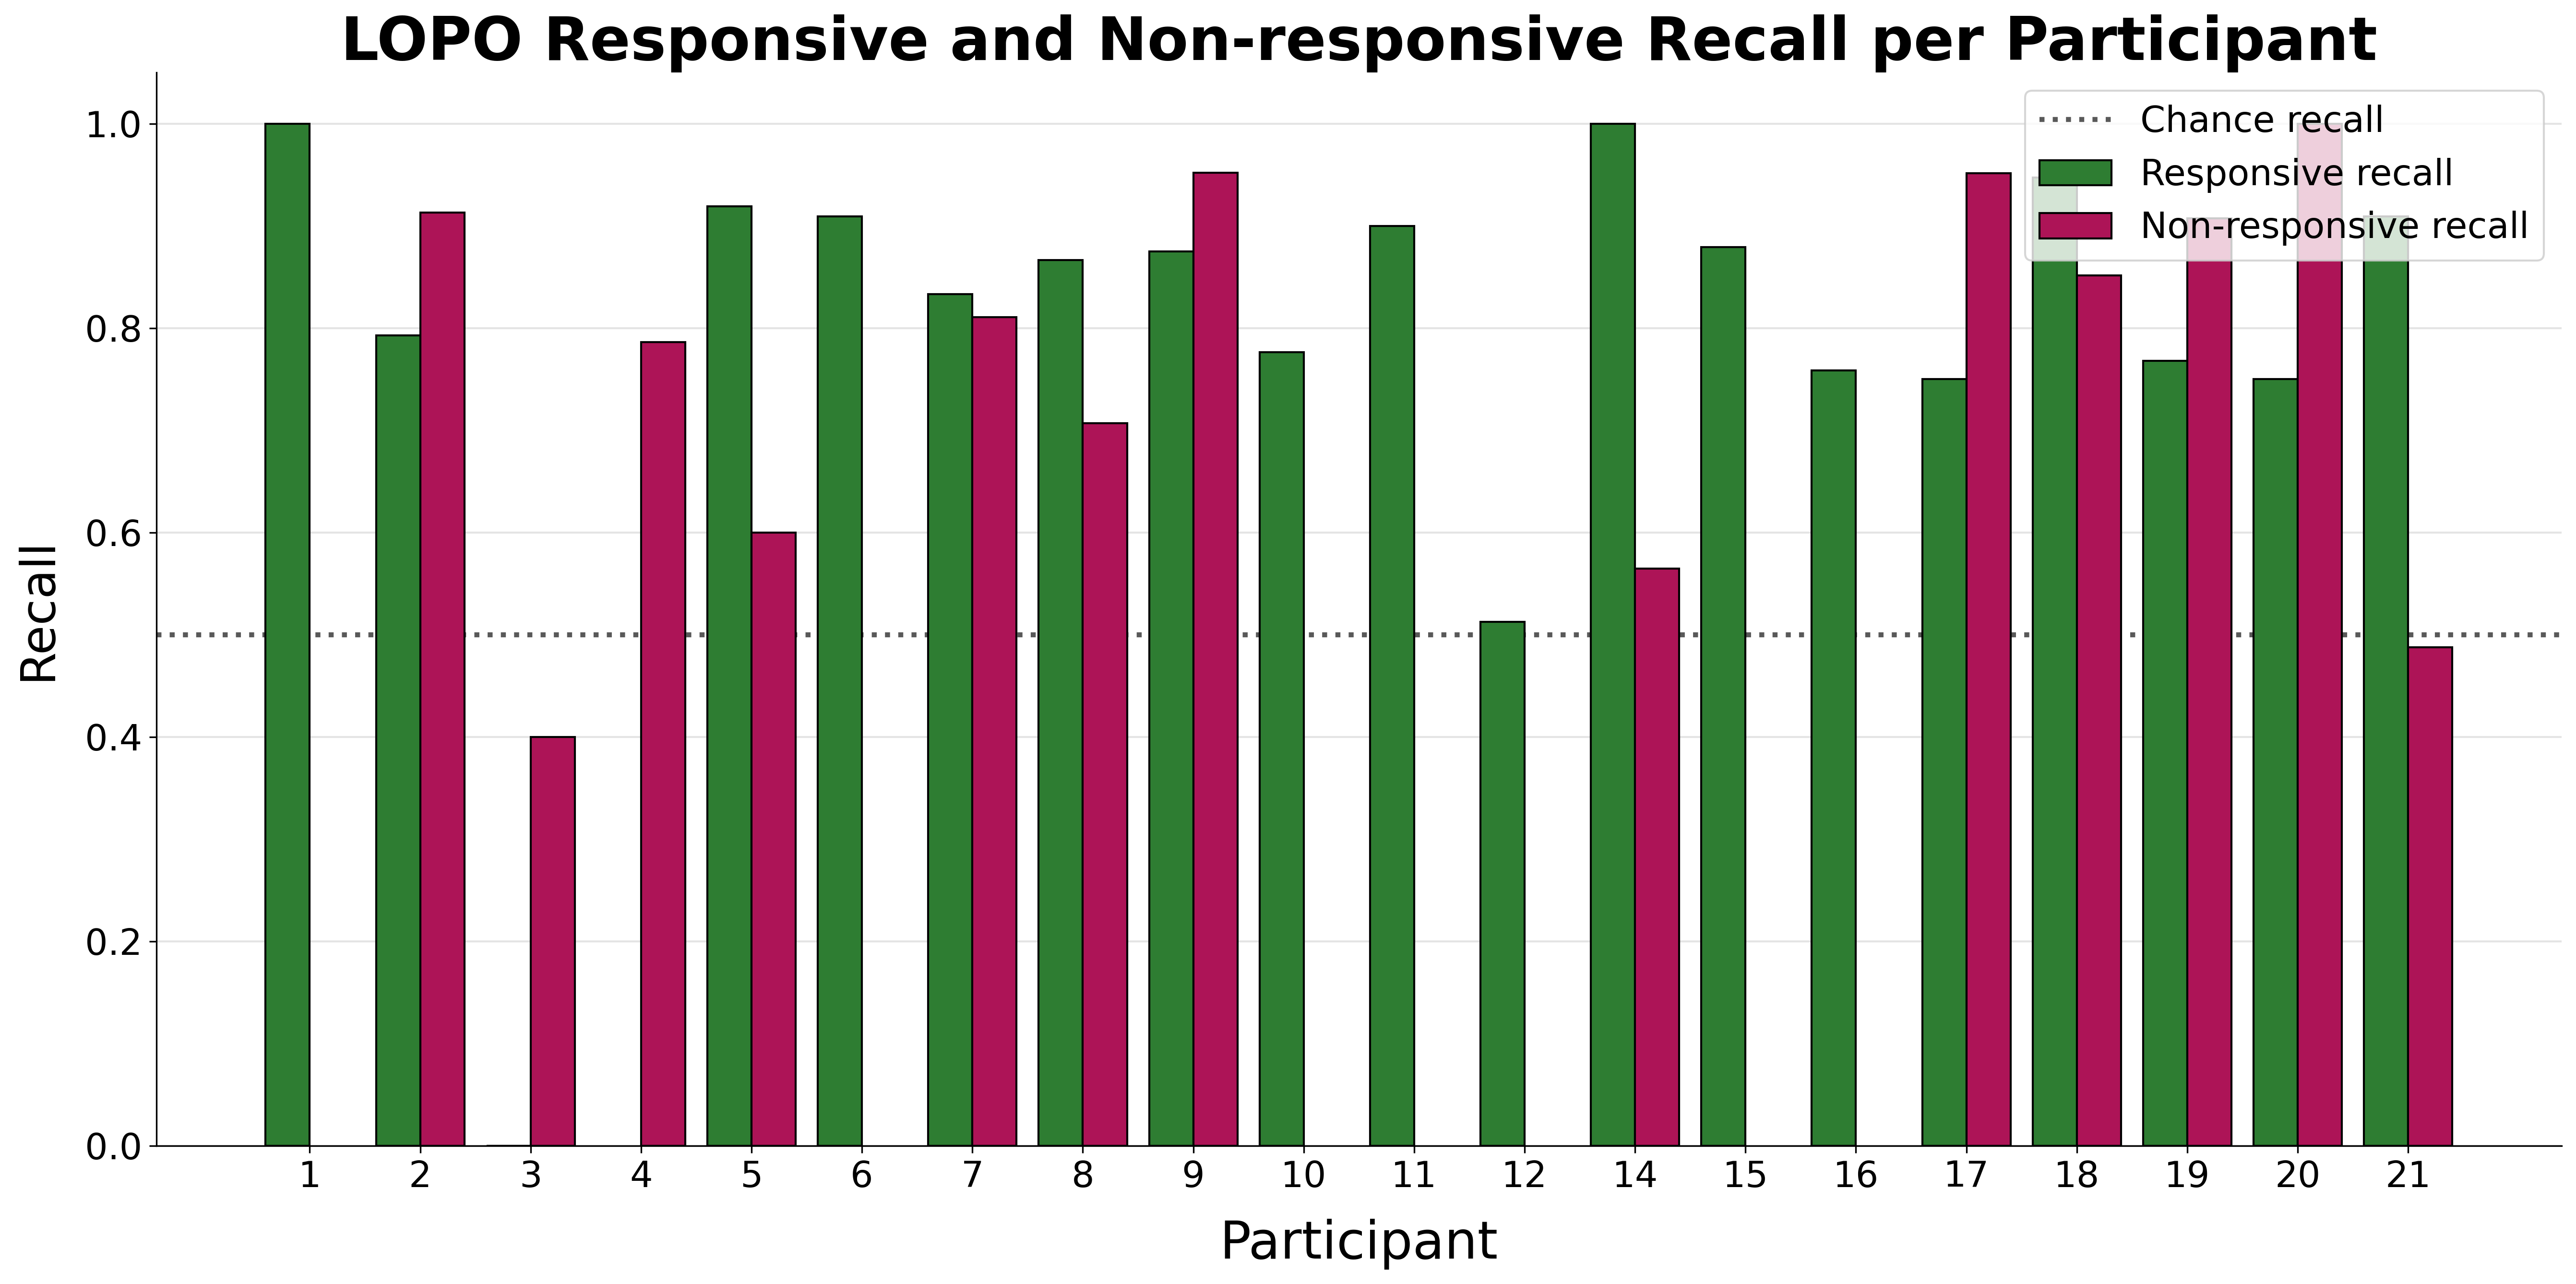 LOPO Responsive and Non-responsive Recall per Participant
Chance recall
Responsive recall
Non-responsive recall
1.0
0.8
0.6
0.4
0.2
0.0
Recall
1 2 3 4 5 6 7 8 9 10 11 12 14 15 16 17 18 19 20 21
Participant